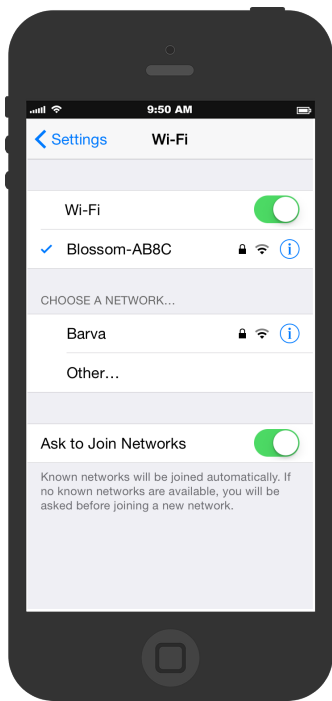 9:50 AM
Settings
Wi-Fi
Wi-Fi
Blossom-AB8C
CHOOSE A NETWORK...
Barva
Other...
Ask to Join Networks
Known networks will be joined automatically. If
no known networks are available, you will be
asked before joining a new network.